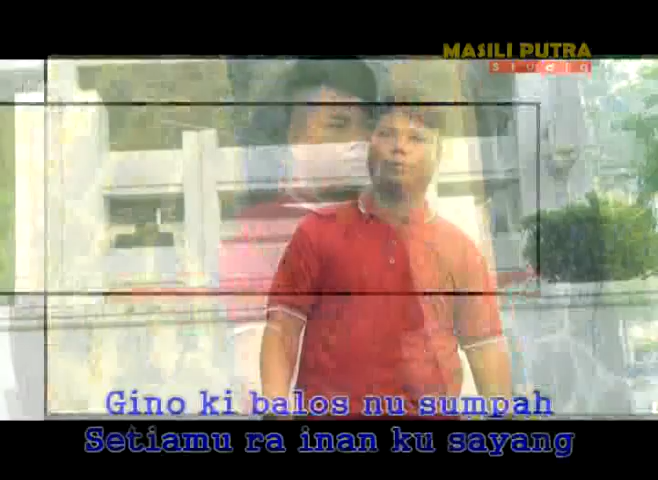 MASILI PUTRA
Studio
Gino ki balos nu sumpah
Setiamu ra inan ku sayang